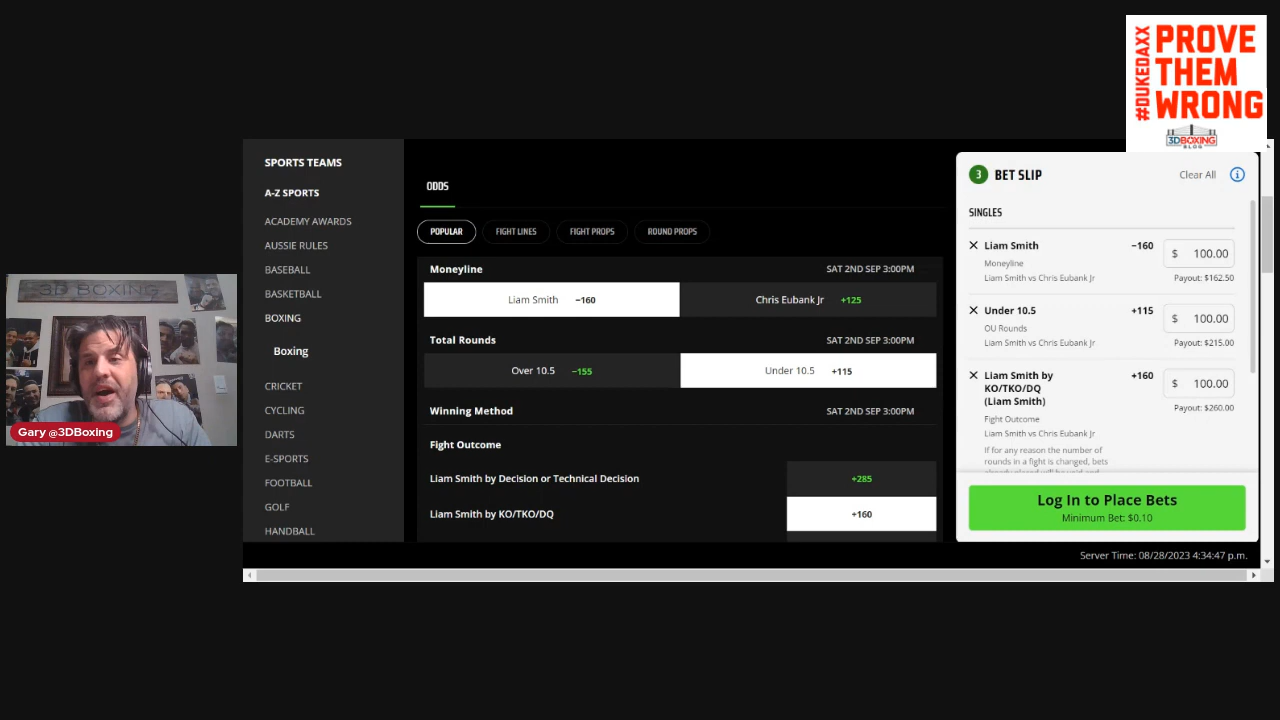 #DUKEDAXX
PROVE
THEM
WRONG
3DBOXING
BLOG
SPORTS TEAMS
A-Z SPORTS
ACADEMY AWARDS
AUSSIE RULES
BASEBALL
BASKETBALL
BOXING
Boxing
CRICKET
CYCLING
DARTS
E-SPORTS
FOOTBALL
GOLF
HANDBALL
ODDS
POPULAR FIGHT LINES FIGHT PROPS ROUND PROPS
Moneyline SAT 2ND SEP 3:00PM
Liam Smith −160 Chris Eubank Jr +125
Total Rounds SAT 2ND SEP 3:00PM
Over 10.5 −155 Under 10.5 +115
Winning Method SAT 2ND SEP 3:00PM
Fight Outcome
Liam Smith by Decision or Technical Decision +285
Liam Smith by KO/TKO/DQ +160
3 BET SLIP Clear All i
SINGLES
Liam Smith −160 $ 100.00
Moneyline
Liam Smith vs Chris Eubank Jr Payout: $162.50
Under 10.5 +115 $ 100.00
OU Rounds
Liam Smith vs Chris Eubank Jr Payout: $215.00
Liam Smith by +160 $ 100.00
KO/TKO/DQ
(Liam Smith) Payout: $260.00
Fight Outcome
Liam Smith vs Chris Eubank Jr
If for any reason the number of
rounds in a fight is changed, bets
Log In to Place Bets
Minimum Bet: $0.10
Server Time: 08/28/2023 4:34:47 p.m.
3D BOXING
Gary @3DBoxing